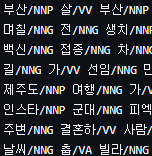 부산/NNP 살/VV 부산/NNP
며칠/NNG 전/NNG 생치/NN
백신/NNG 접종/NNG 차/NNG
길/NNG 가/VV 선임/NNG 민
제주도/NNP 여행/NNG 가/V
인스타/NNP 군대/NNG 피엑
주변/NNG 결혼하/VV 사람/
날씨/NNG 춥/VA 빌라/NNG